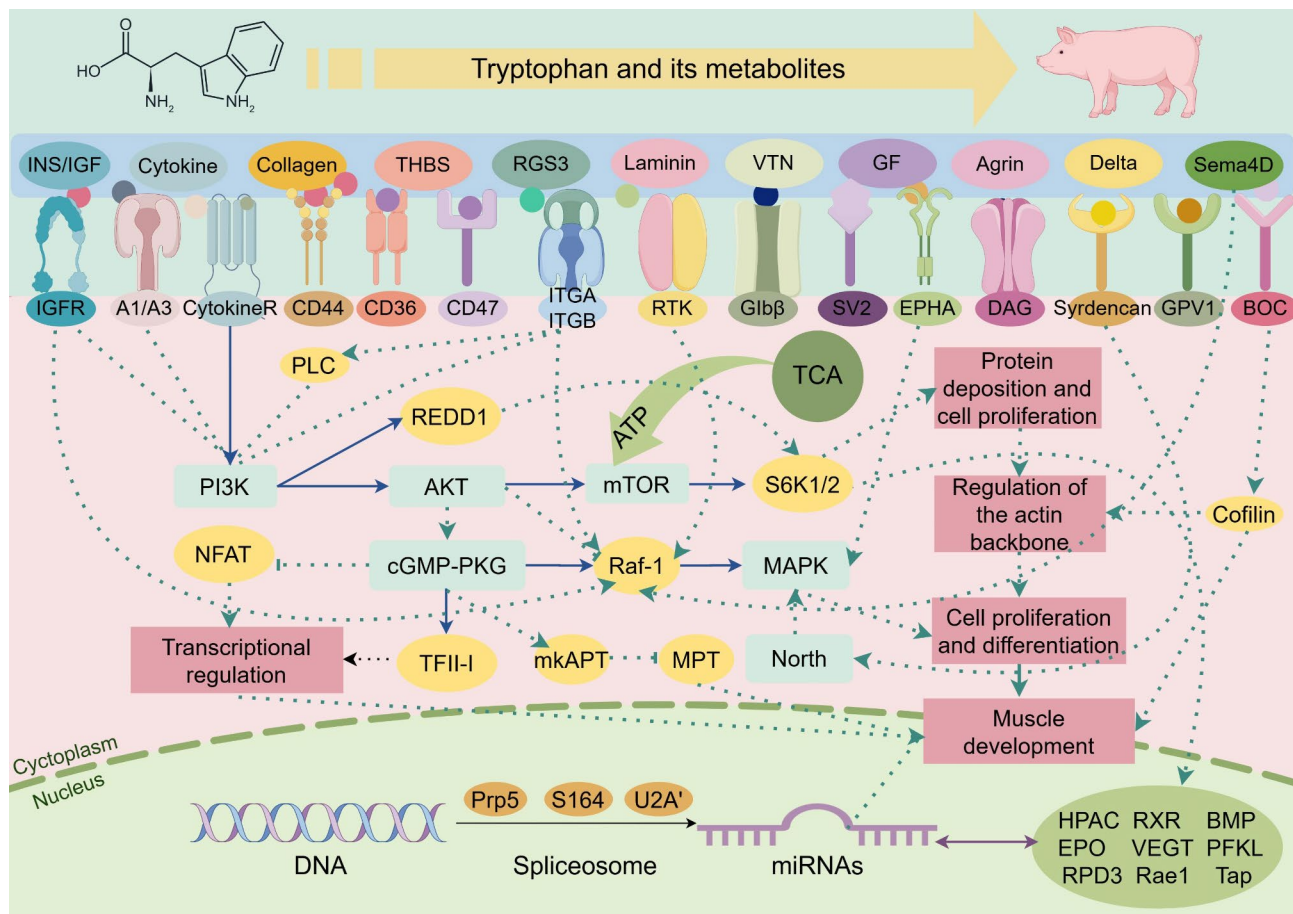 O
HO
NH2
NH2
Tryptophan and its metabolites
INS/IGF
Cytokine
Collagen
THBS
RGS3
Laminin
VTN
GF
Agrin
Delta
Sema4D
IGFR
A1/A3
CytokineR
CD44
CD36
CD47
ITGA
ITGB
RTK
GIbβ
SV2
EPHA
DAG
Syrdencan
GPV1
BOC
PLC
TCA
ATP
REDD1
Protein
deposition and
cell proliferation
PI3K
AKT
mTOR
S6K1/2
Regulation of
the actin
backbone
Cofilin
NFAT
cGMP-PKG
Raf-1
MAPK
Cell proliferation
and differentiation
Transcriptional
regulation
TFII-I
mkAPT
MPT
North
Muscle
development
Cyctoplasm
Nucleus
Prp5
S164
U2A'
DNA
Spliceosome
miRNAs
HPAC RXR BMP
EPO VEGT PFKL
RPD3 Rae1 Tap